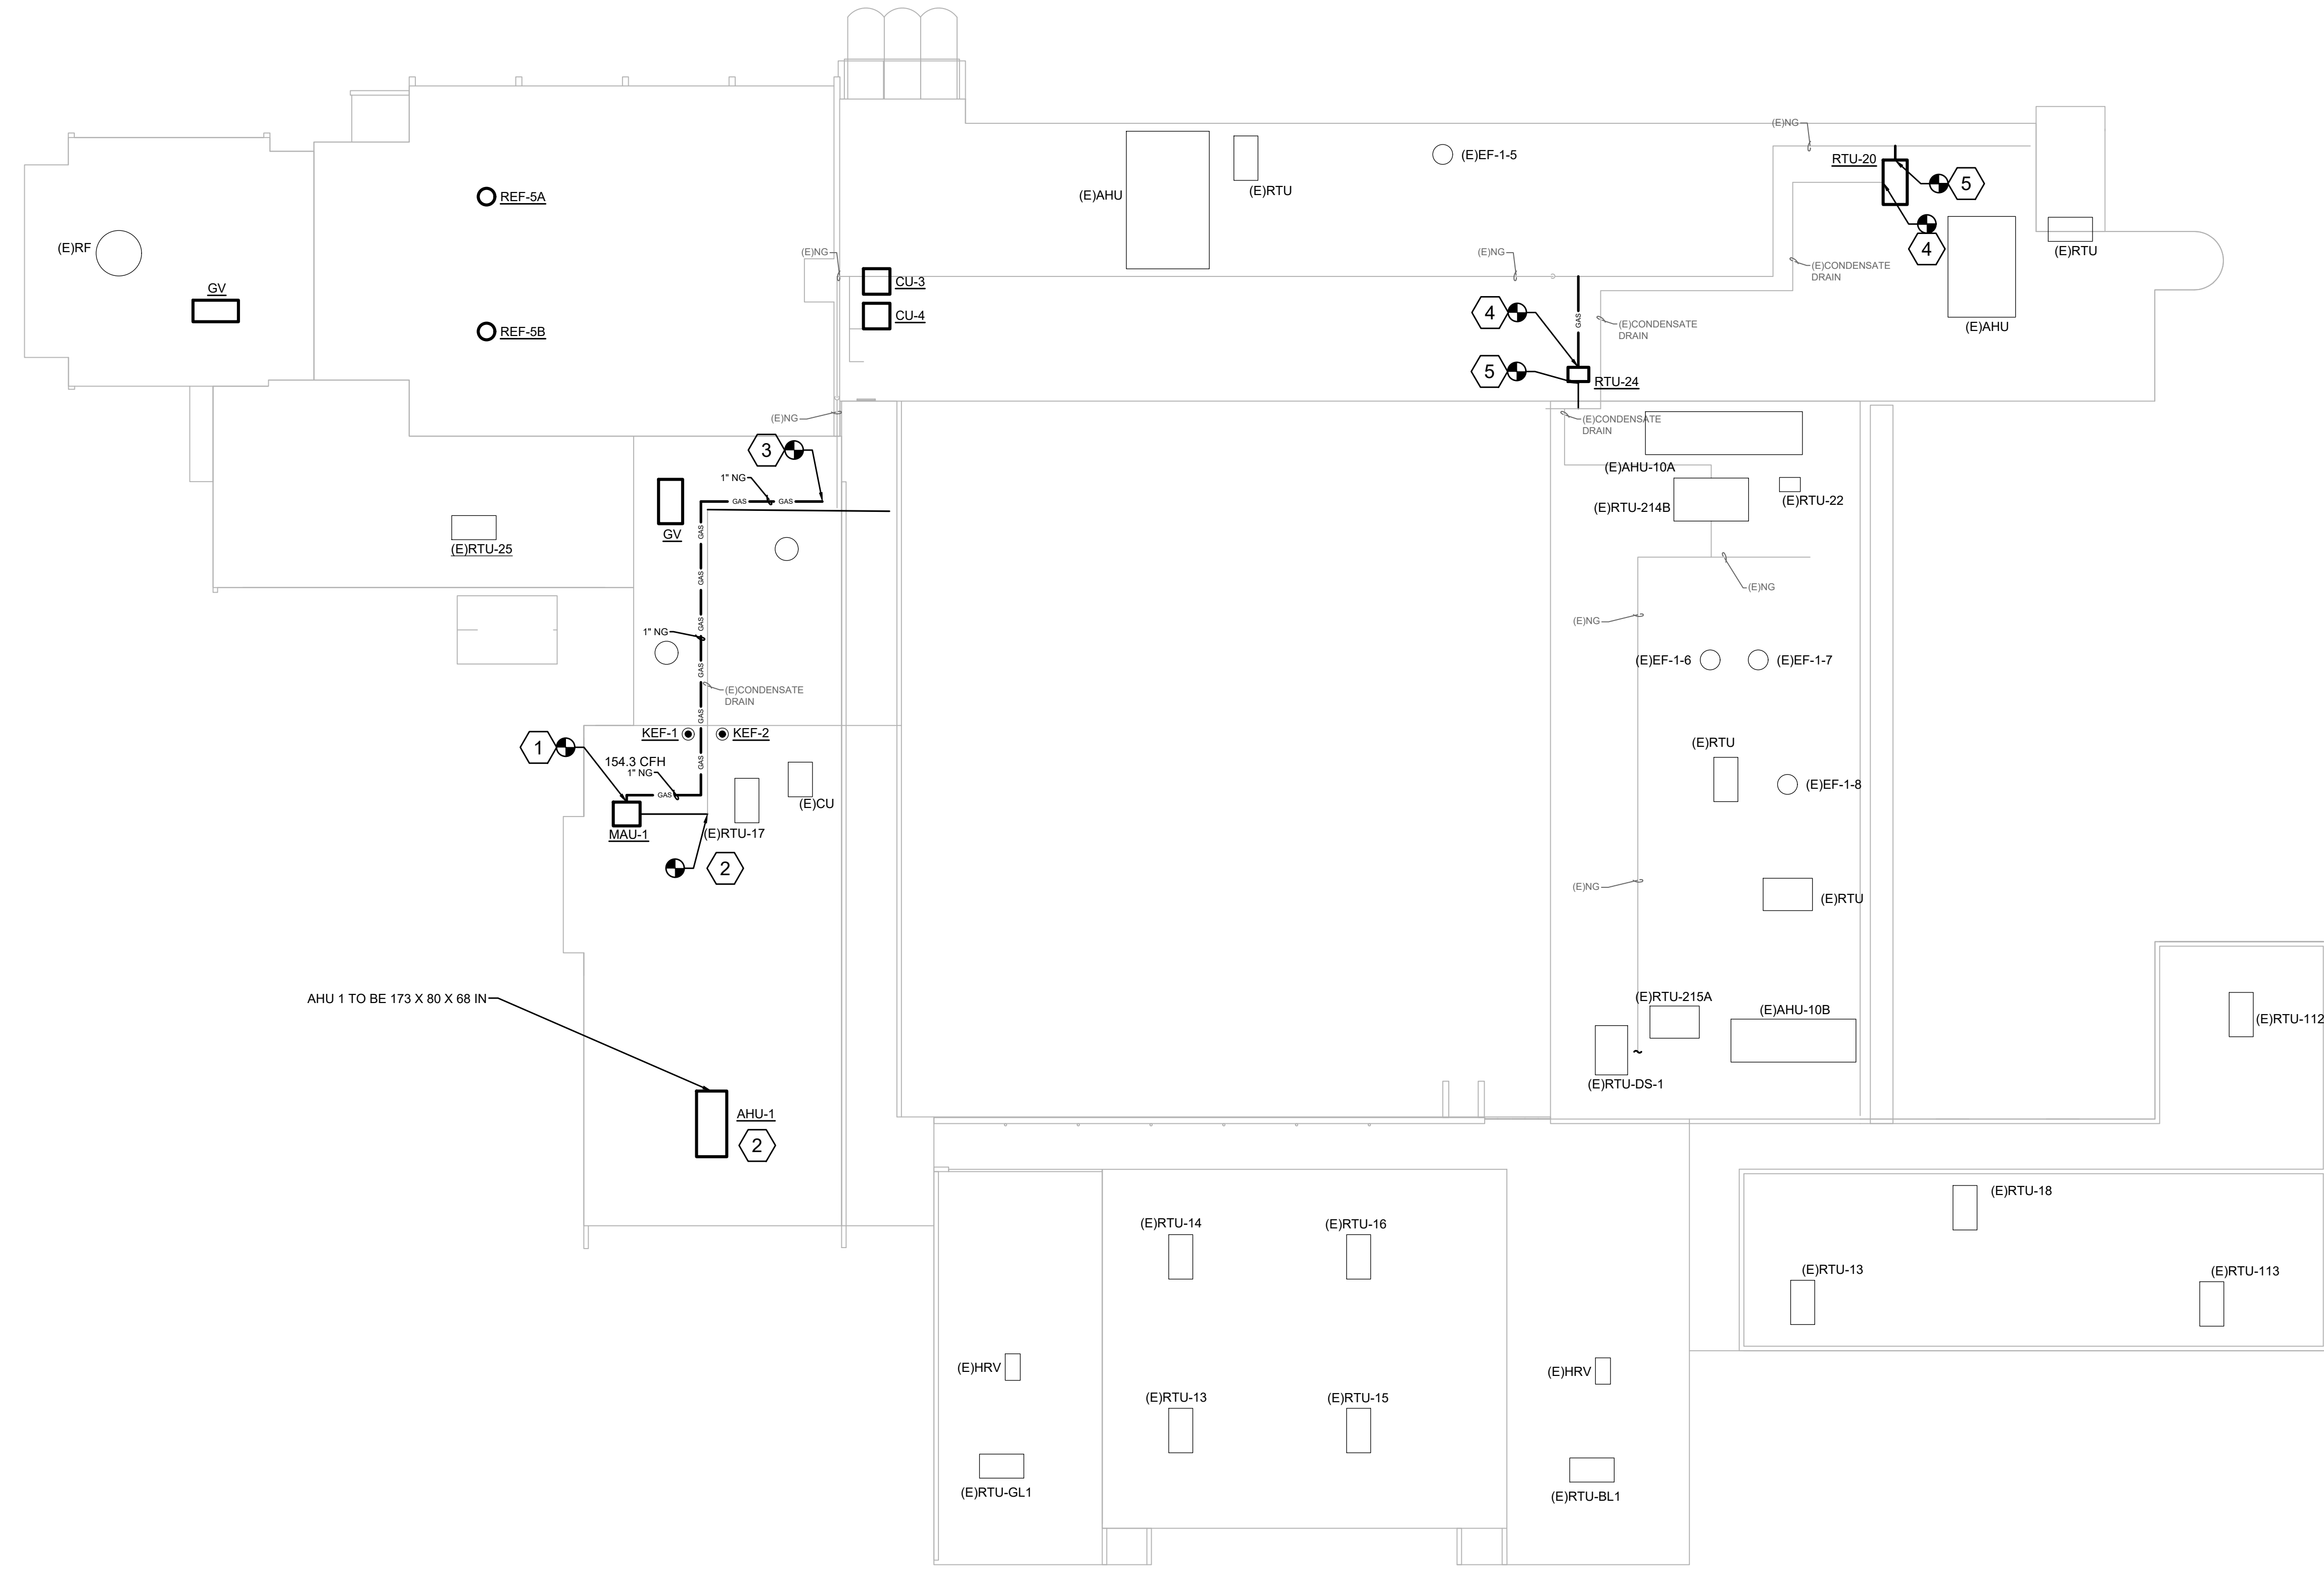 (E)NG
RTU-20
(E)EF-1-5
5
(E)RTU
(E)AHU
REF-5A
4
(E)RF
(E)NG
(E)NG
(E)RTU
(E)CONDENSATE
DRAIN
CU-3
GV
4
CU-4
GAS
(E)CONDENSATE
DRAIN
(E)AHU
REF-5B
5
RTU-24
(E)NG
(E)CONDENSATE
DRAIN
3
(E)AHU-10A
1" NG
GAS
GAS
(E)RTU-22
(E)RTU-214B
GV
GAS
(E)RTU-25
GAS
(E)NG
GAS
1" NG
(E)NG
(E)EF-1-6
(E)EF-1-7
GAS
(E)CONDENSATE
DRAIN
GAS
KEF-1
KEF-2
1
(E)RTU
154.3 CFH
GAS
1" NG
GAS
(E)EF-1-8
(E)CU
MAU-1
(E)RTU-17
2
(E)NG
(E)RTU
AHU 1 TO BE 173 X 80 X 68 IN
(E)RTU-215A
(E)AHU-10B
(E)RTU-112
~
(E)RTU-DS-1
AHU-1
2
(E)RTU-18
(E)RTU-14
(E)RTU-16
(E)RTU-13
(E)RTU-113
(E)HRV
(E)HRV
(E)RTU-13
(E)RTU-15
(E)RTU-GL1
(E)RTU-BL1